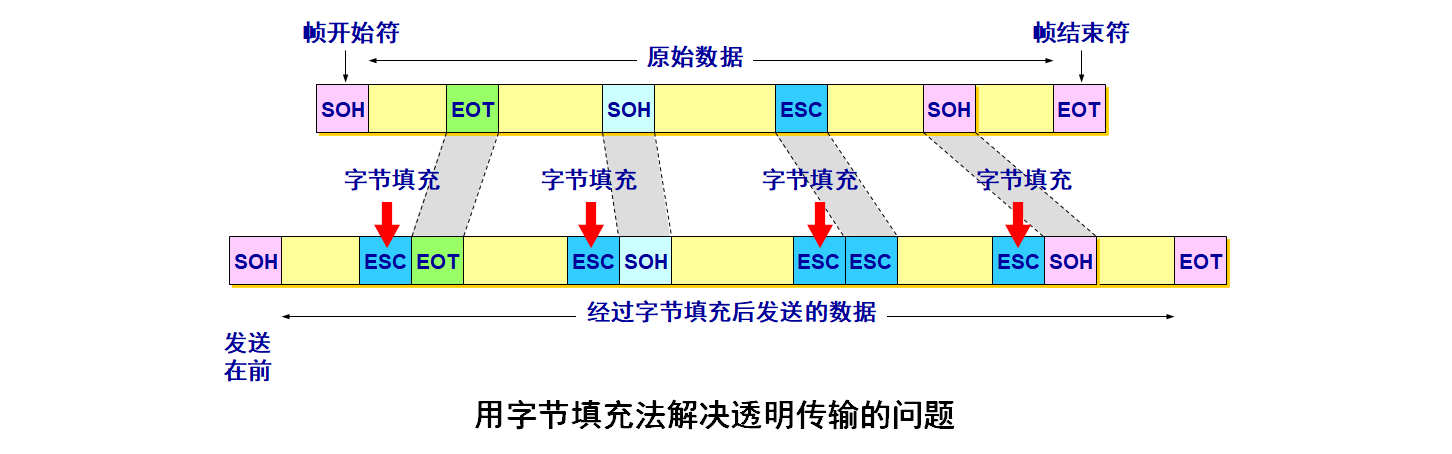 帧开始符
帧结束符
原始数据
SOH EOT SOH ESC SOH EOT
字节填充 字节填充 字节填充 字节填充
SOH ESC EOT ESC SOH ESC ESC ESC SOH EOT
经过字节填充后发送的数据
发送
在前
用字节填充法解决透明传输的问题